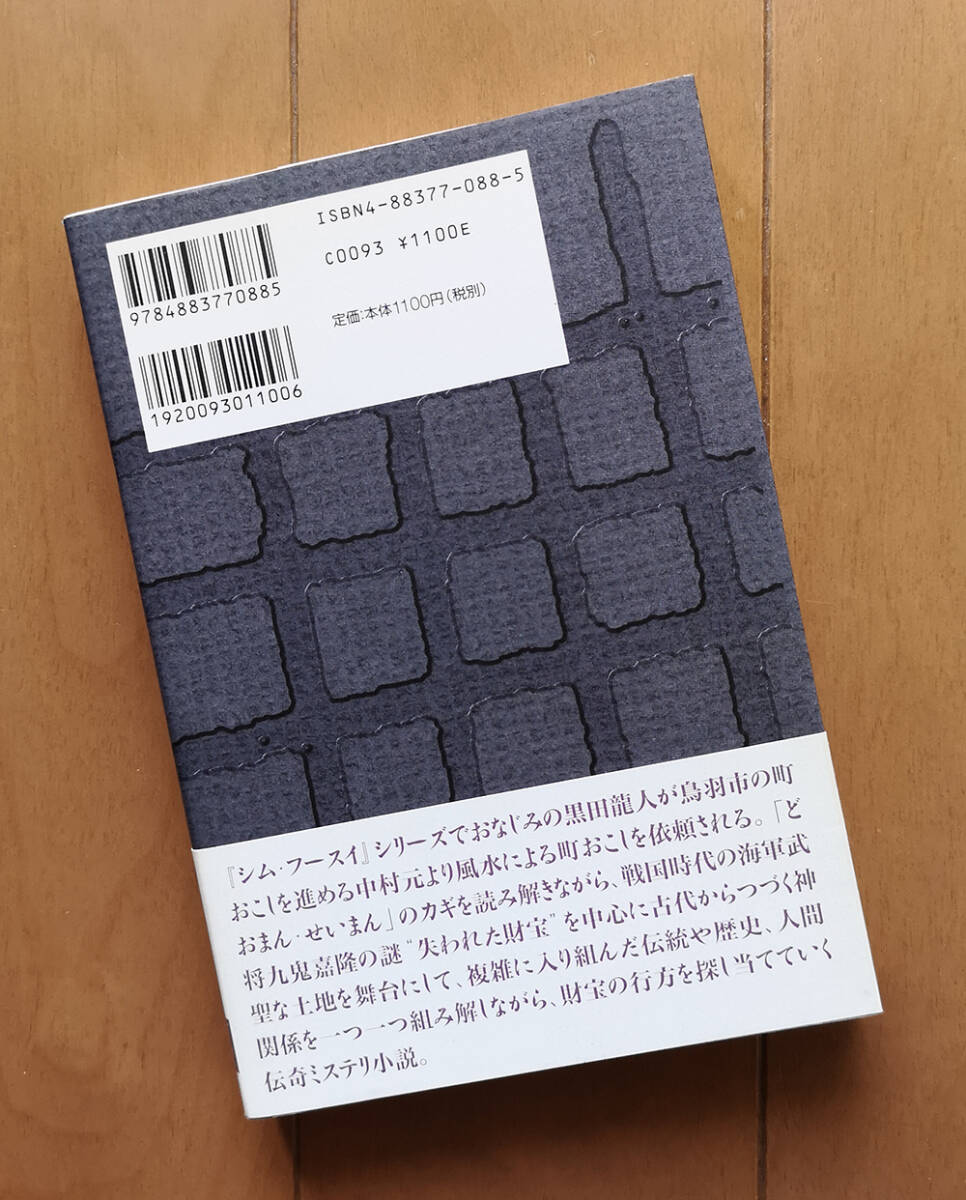 ISBN4-88377-088-5
C0093 ¥1100E
定価:本体1100円(税別)
9784883770885
1920093011006
『シム・フースイ』シリーズでおなじみの黒田龍人が鳥羽市の町
おこしを進める中村元より風水による町おこしを依頼される。「ど
おまん・せいまん」のカギを読み解きながら、戦国時代の海軍武
将九鬼嘉隆の謎“失われた財宝”を中心に古代からつづく神
聖な土地を舞台にして、複雑に入り組んだ伝統や歴史、人間
関係を一つ一つ組み解しながら、財宝の行方を探し当てていく
伝奇ミステリ小説。